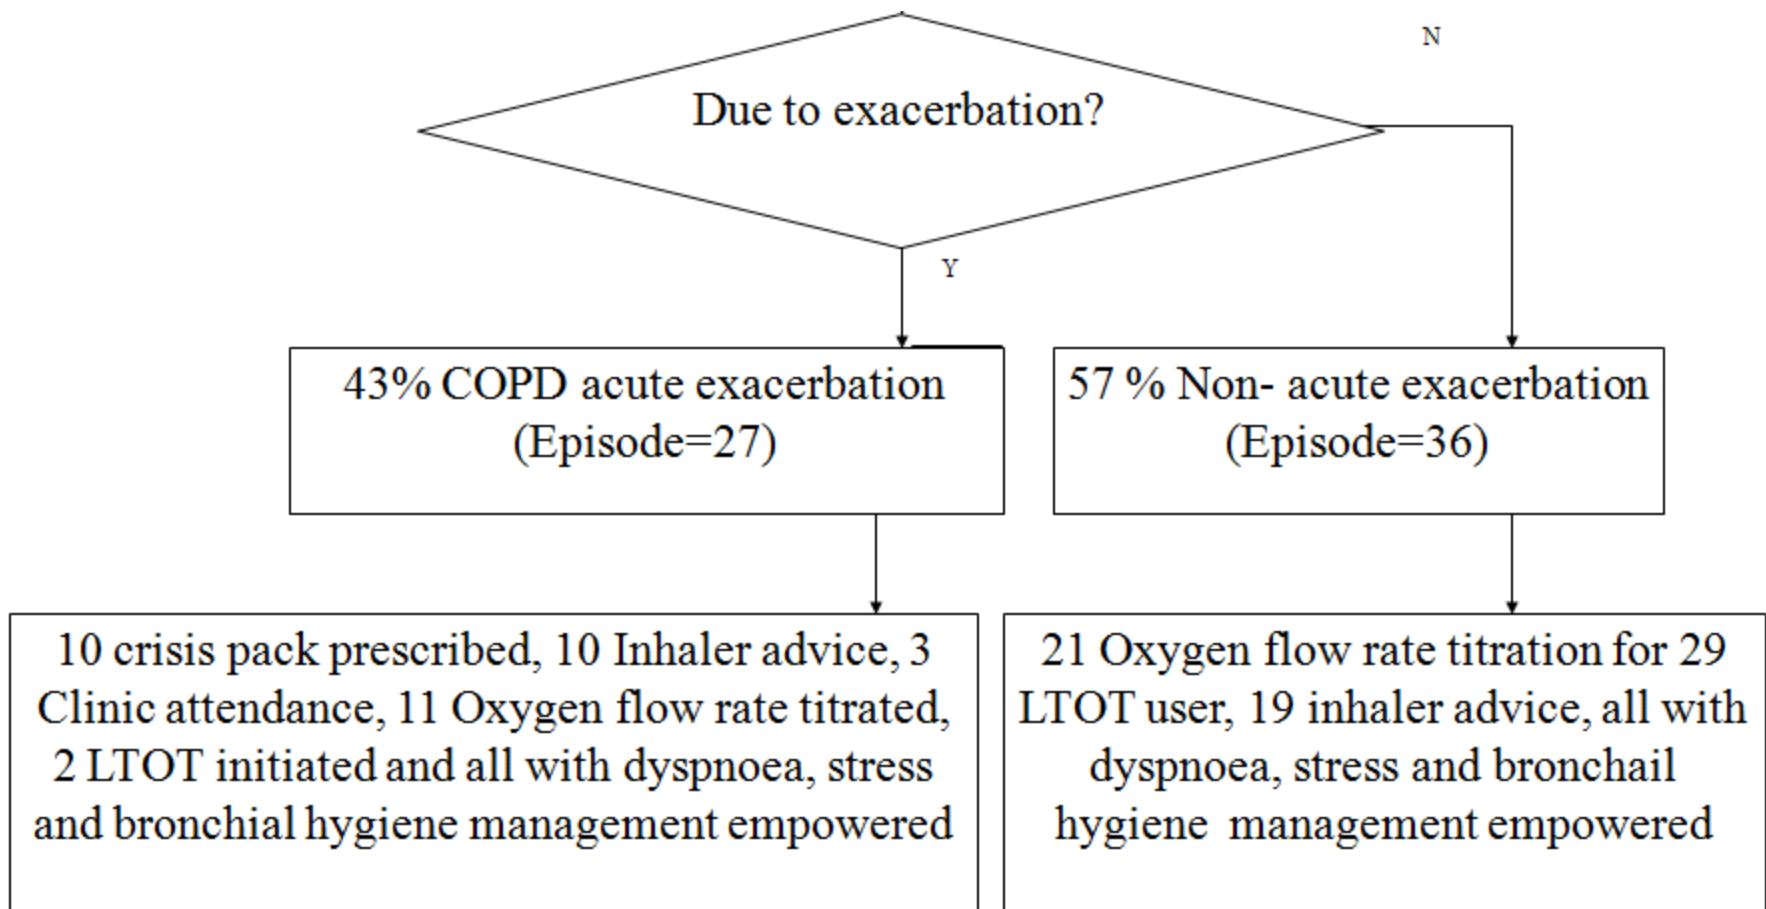 N
Due to exacerbation?
Y
43% COPD acute exacerbation
(Episode=27)
57 % Non- acute exacerbation
(Episode=36)
10 crisis pack prescribed, 10 Inhaler advice, 3
Clinic attendance, 11 Oxygen flow rate titrated,
2 LTOT initiated and all with dyspnoea, stress
and bronchial hygiene management empowered
21 Oxygen flow rate titration for 29
LTOT user, 19 inhaler advice, all with
dyspnoea, stress and bronchail
hygiene  management empowered